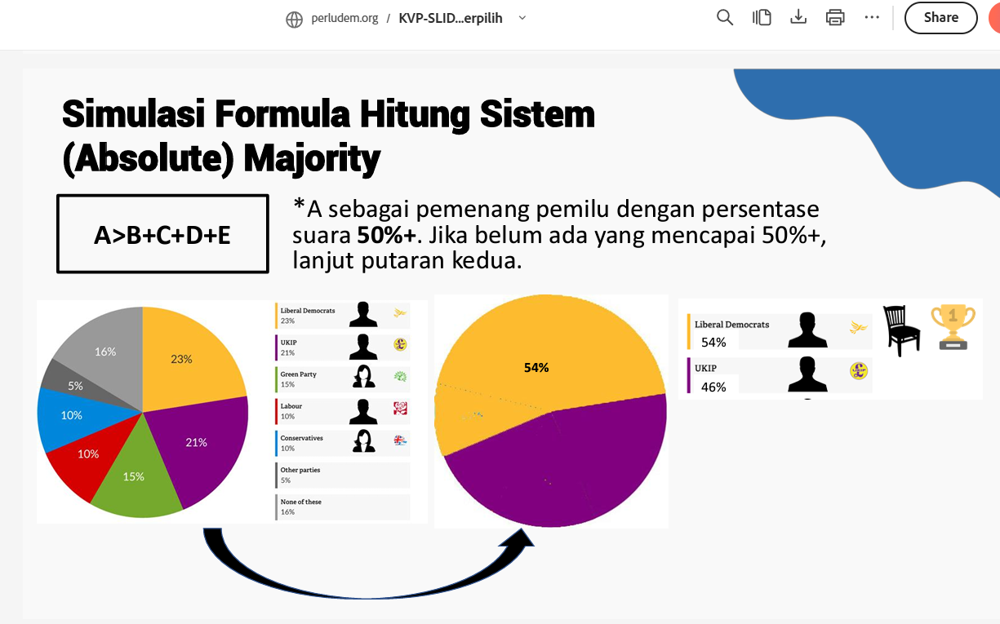 perludem.org / KVP-SLID...erpilih
Share
Simulasi Formula Hitung Sistem
(Absolute) Majority
A>B+C+D+E
*A sebagai pemenang pemilu dengan persentase
suara 50%+. Jika belum ada yang mencapai 50%+,
lanjut putaran kedua.
23%
21%
15%
10%
10%
5%
16%
Liberal Democrats
23%
UKIP
21%
Green Party
15%
Labour
10%
Conservatives
10%
Other parties
5%
None of these
16%
54%
Liberal Democrats
54%
1
UKIP
46%